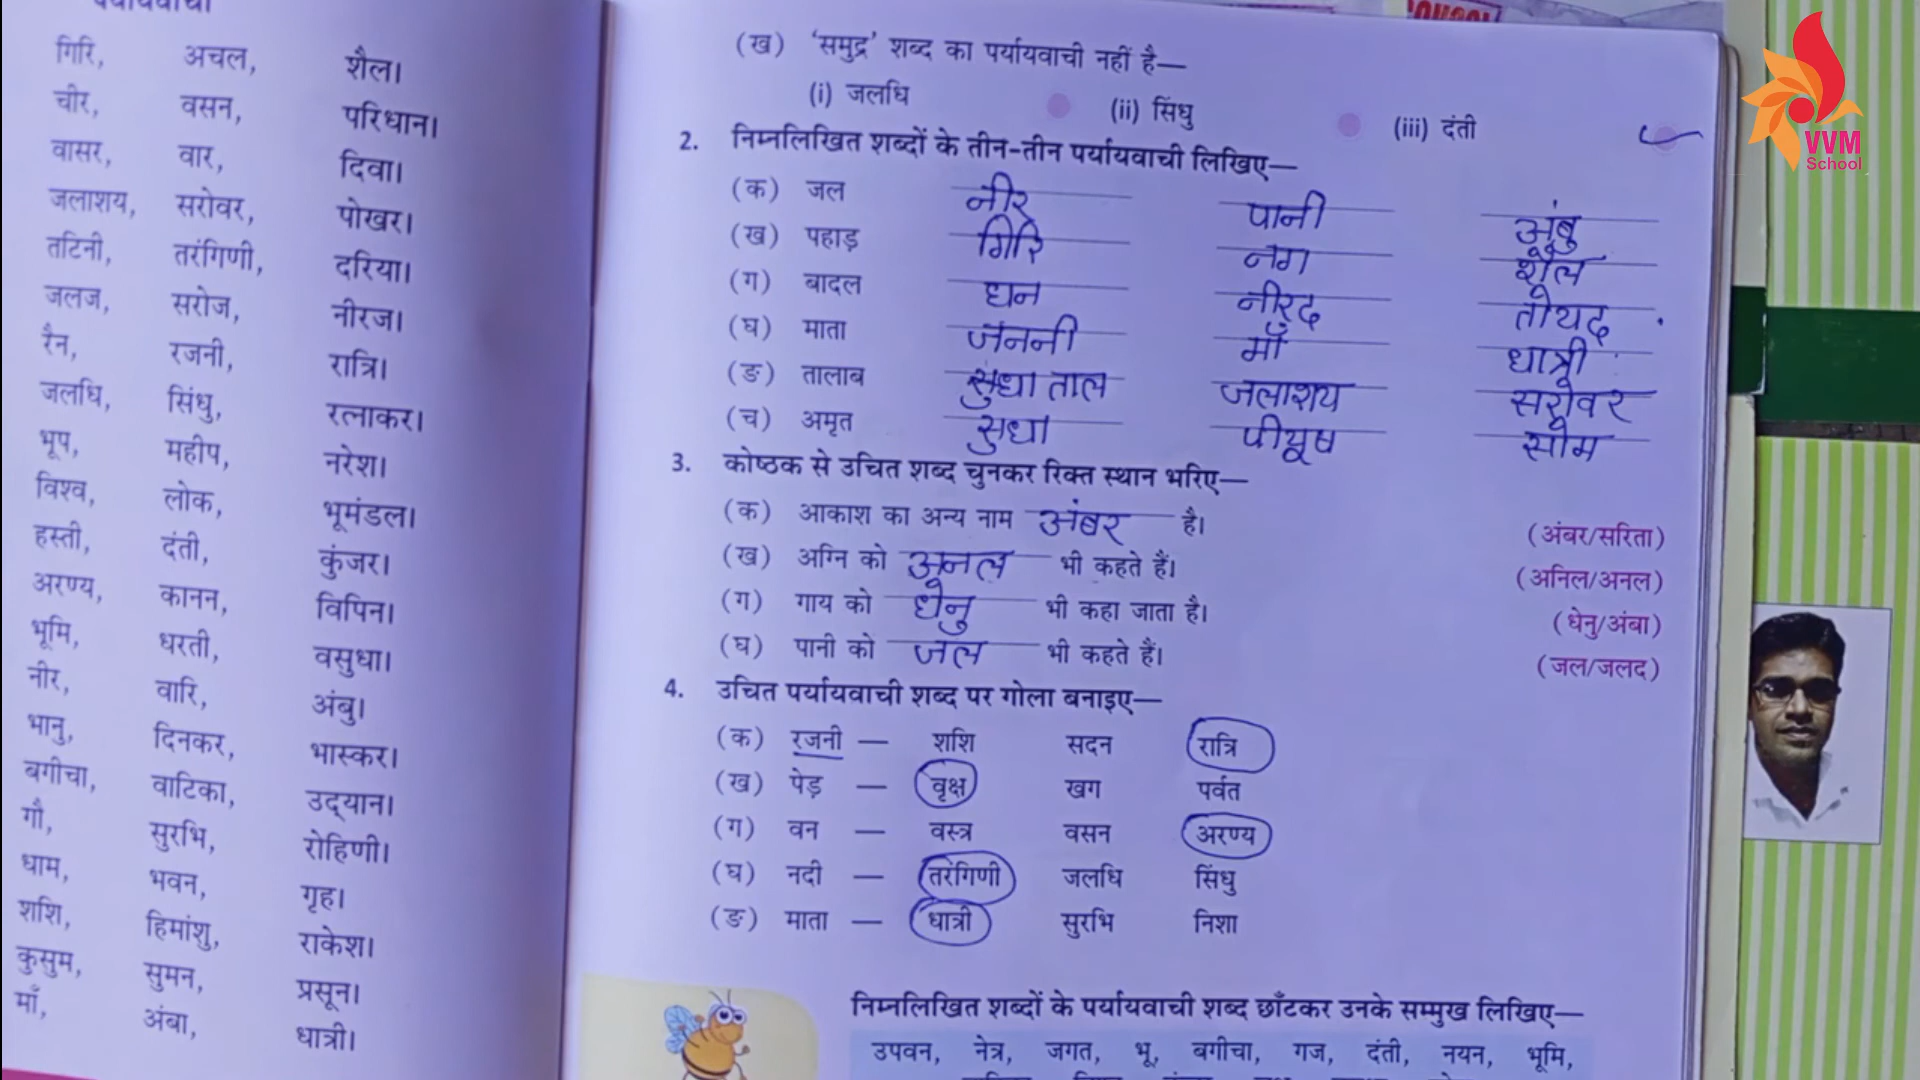 पर्यायवाची
गिरि, अचल, शैल।
चीर, वसन, परिधान।
वासर, वार, दिवा।
जलाशय, सरोवर, पोखर।
तटिनी, तरंगिणी, दरिया।
जलज, सरोज, नीरज।
रैन, रजनी, रात्रि।
जलधि, सिंधु, रत्नाकर।
भूप, महीप, नरेश।
विश्व, लोक, भूमंडल।
हस्ती, दंती, कुंजर।
अरण्य, कानन, विपिन।
भूमि, धरती, वसुधा।
नीर, वारि, अंबु।
भानु, दिनकर, भास्कर।
बगीचा, वाटिका, उद्‌यान।
गौ, सुरभि, रोहिणी।
धाम, भवन, गृह।
शशि, हिमांशु, राकेश।
कुसुम, सुमन, प्रसून।
माँ, अंबा, धात्री।
(ख) ‘समुद्र’ शब्द का पर्यायवाची नहीं है—
(i) जलधि (ii) सिंधु (iii) दंती
2. निम्नलिखित शब्दों के तीन-तीन पर्यायवाची लिखिए—
(क) जल नीर पानी अंबु
(ख) पहाड़ गिरि नग शैल
(ग) बादल घन नीरद तोयद
(घ) माता जननी माँ धात्री
(ङ) तालाब सुधा ताल जलाशय सरोवर
(च) अमृत सुधा पीयूष सोम
3. कोष्ठक से उचित शब्द चुनकर रिक्त स्थान भरिए—
(क) आकाश का अन्य नाम अंबर है। (अंबर/सरिता)
(ख) अग्नि को अनल भी कहते हैं। (अनिल/अनल)
(ग) गाय को धेनु भी कहा जाता है। (धेनु/अंबा)
(घ) पानी को जल भी कहते हैं। (जल/जलद)
4. उचित पर्यायवाची शब्द पर गोला बनाइए—
(क) रजनी — शशि सदन रात्रि
(ख) पेड़ — वृक्ष खग पर्वत
(ग) वन — वस्त्र वसन अरण्य
(घ) नदी — तरंगिणी जलधि सिंधु
(ङ) माता — धात्री सुरभि निशा
निम्नलिखित शब्दों के पर्यायवाची शब्द छाँटकर उनके सम्मुख लिखिए—
उपवन, नेत्र, जगत, भू, बगीचा, गज, दंती, नयन, भूमि,
VVM
School